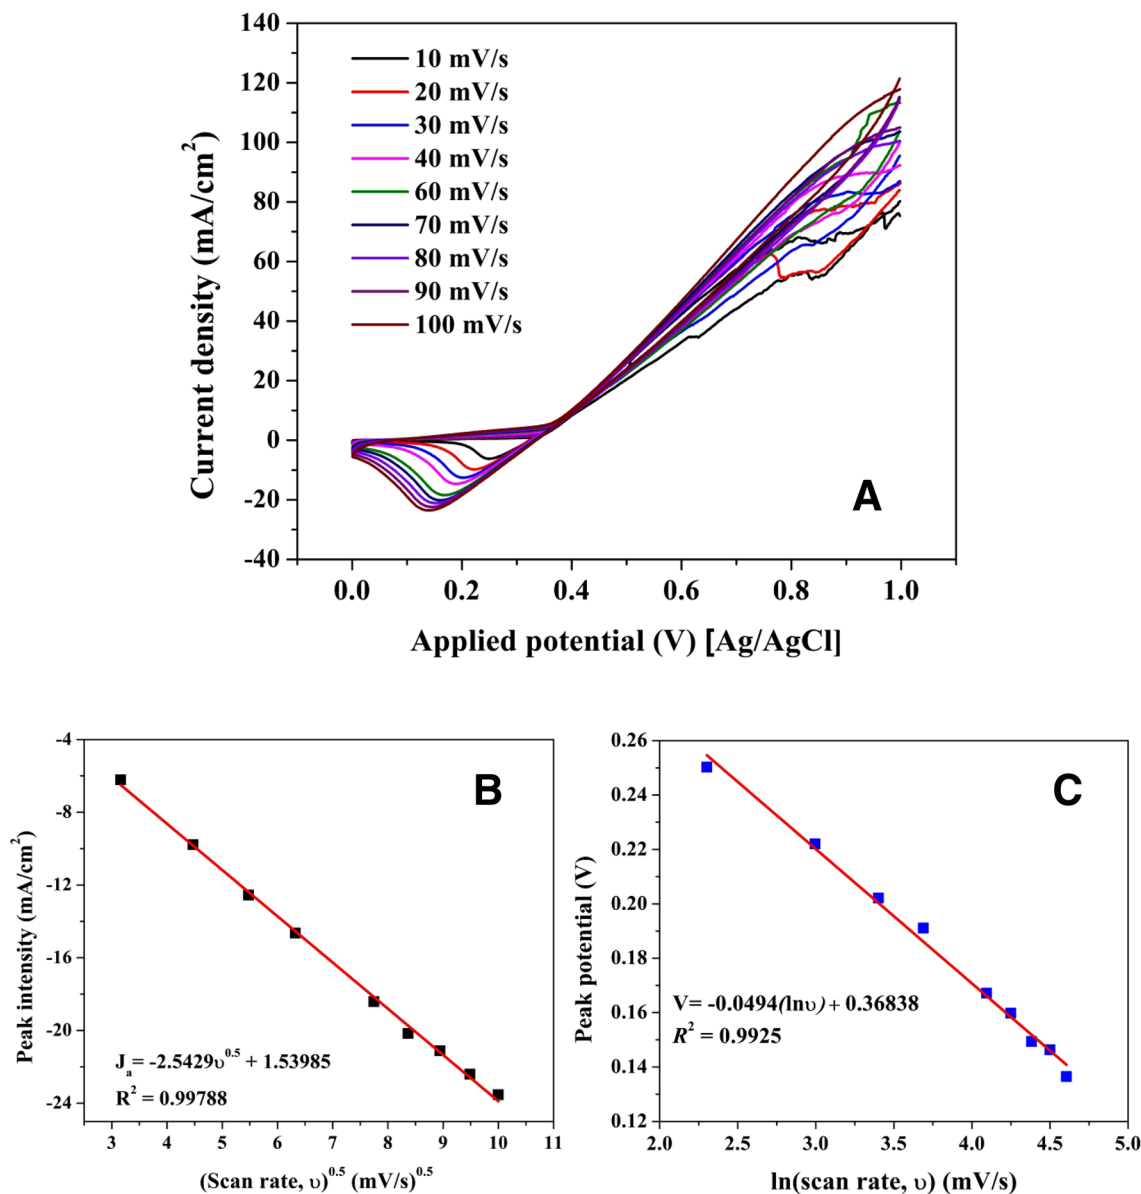 140
120
100
80
60
40
20
0
-20
-40
Current density (mA/cm²)
10 mV/s
20 mV/s
30 mV/s
40 mV/s
60 mV/s
70 mV/s
80 mV/s
90 mV/s
100 mV/s
A
0.0 0.2 0.4 0.6 0.8 1.0
Applied potential (V) [Ag/AgCl]
-4
-8
-12
-16
-20
-24
Peak intensity (mA/cm²)
B
Jₐ= -2.5429υ^0.5 + 1.53985
R² = 0.99788
3 4 5 6 7 8 9 10 11
(Scan rate, υ)^0.5 (mV/s)^0.5
0.26
0.24
0.22
0.20
0.18
0.16
0.14
0.12
Peak potential (V)
C
V= -0.0494(lnυ) + 0.36838
R² = 0.9925
2.0 2.5 3.0 3.5 4.0 4.5 5.0
ln(scan rate, υ) (mV/s)